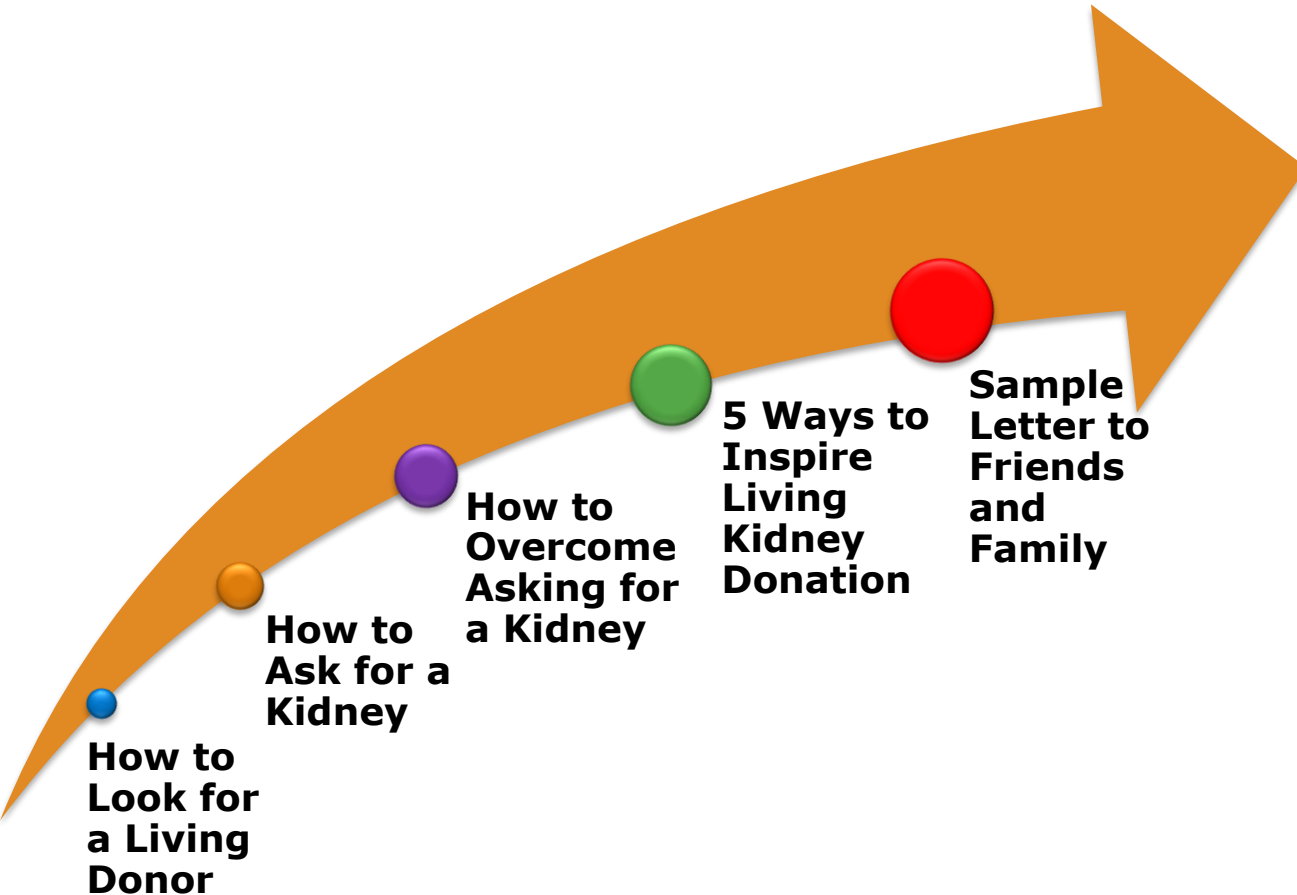 How to
Look for
a Living
Donor
How to
Ask for a
Kidney
How to
Overcome
Asking for
a Kidney
5 Ways to
Inspire
Living
Kidney
Donation
Sample
Letter to
Friends
and
Family